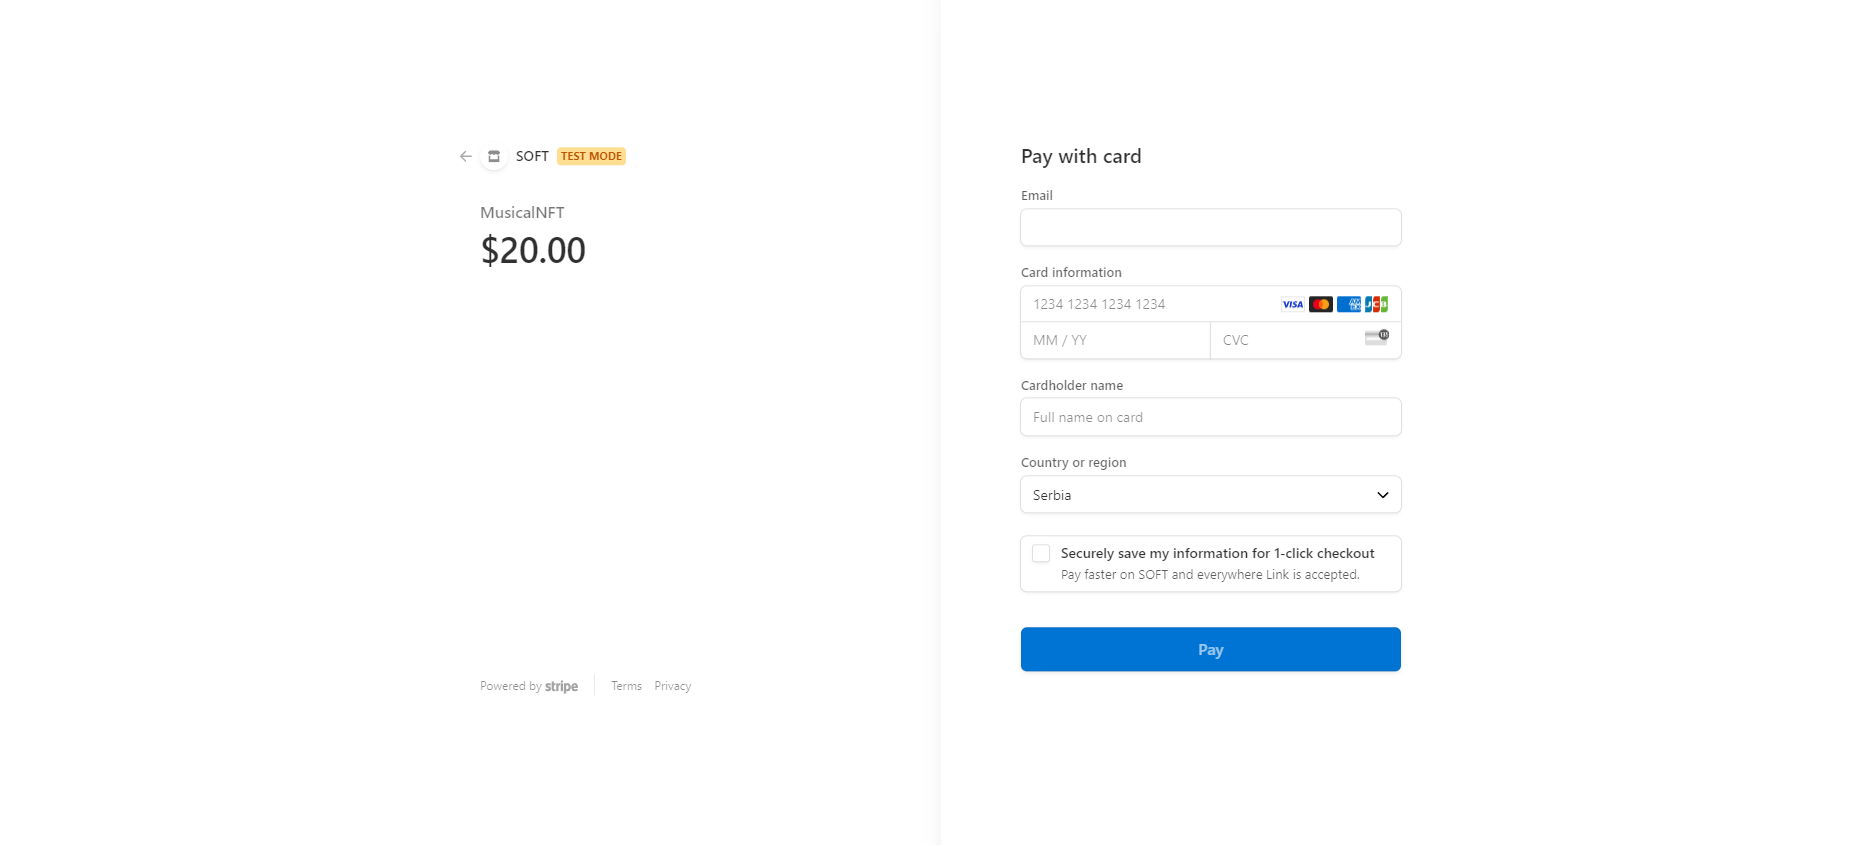 SOFT TEST MODE
MusicalNFT
$20.00
Powered by stripe Terms Privacy
Pay with card
Email
Card information
1234 1234 1234 1234 VISA
MM / YY CVC
Cardholder name
Full name on card
Country or region
Serbia
Securely save my information for 1-click checkout
Pay faster on SOFT and everywhere Link is accepted.
Pay